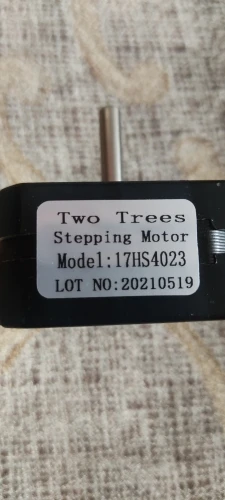 Two Trees
Stepping Motor
Model:17HS4023
LOT NO:20210519